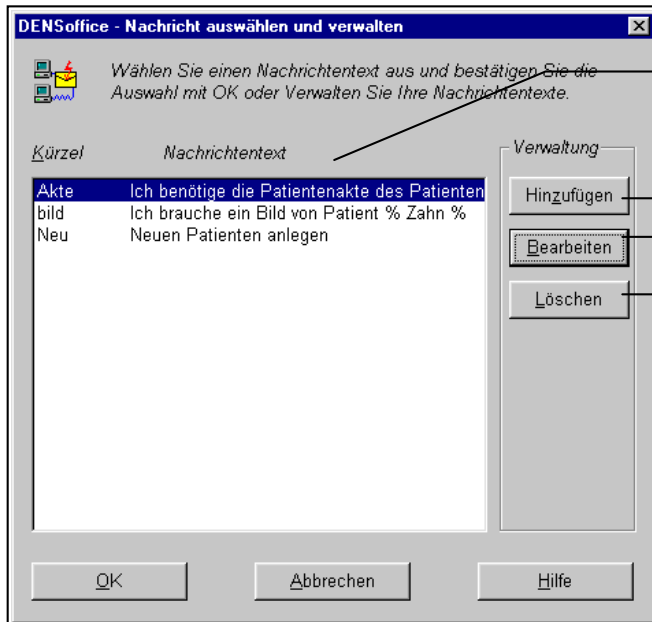 DENSoffice - Nachricht auswählen und verwalten
Wählen Sie einen Nachrichtentext aus und bestätigen Sie die
Auswahl mit OK oder Verwalten Sie Ihre Nachrichtentexte.
Kürzel Nachrichtentext
Akte Ich benötige die Patientenakte des Patienten
bild Ich brauche ein Bild von Patient % Zahn %
Neu Neuen Patienten anlegen
Verwaltung
Hinzufügen
Bearbeiten
Löschen
OK Abbrechen Hilfe